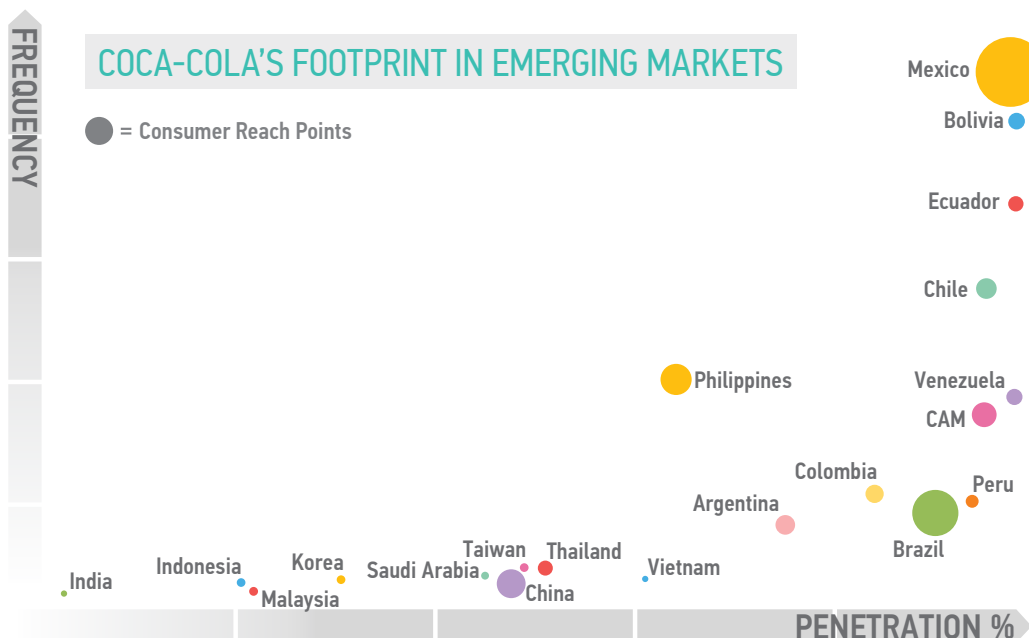 FREQUENCY
COCA-COLA'S FOOTPRINT IN EMERGING MARKETS
= Consumer Reach Points
Mexico
Bolivia
Ecuador
Chile
Philippines
Venezuela
CAM
Colombia
Peru
Argentina
Brazil
Taiwan
Thailand
Korea
Indonesia
Saudi Arabia
Vietnam
India
China
Malaysia
PENETRATION %